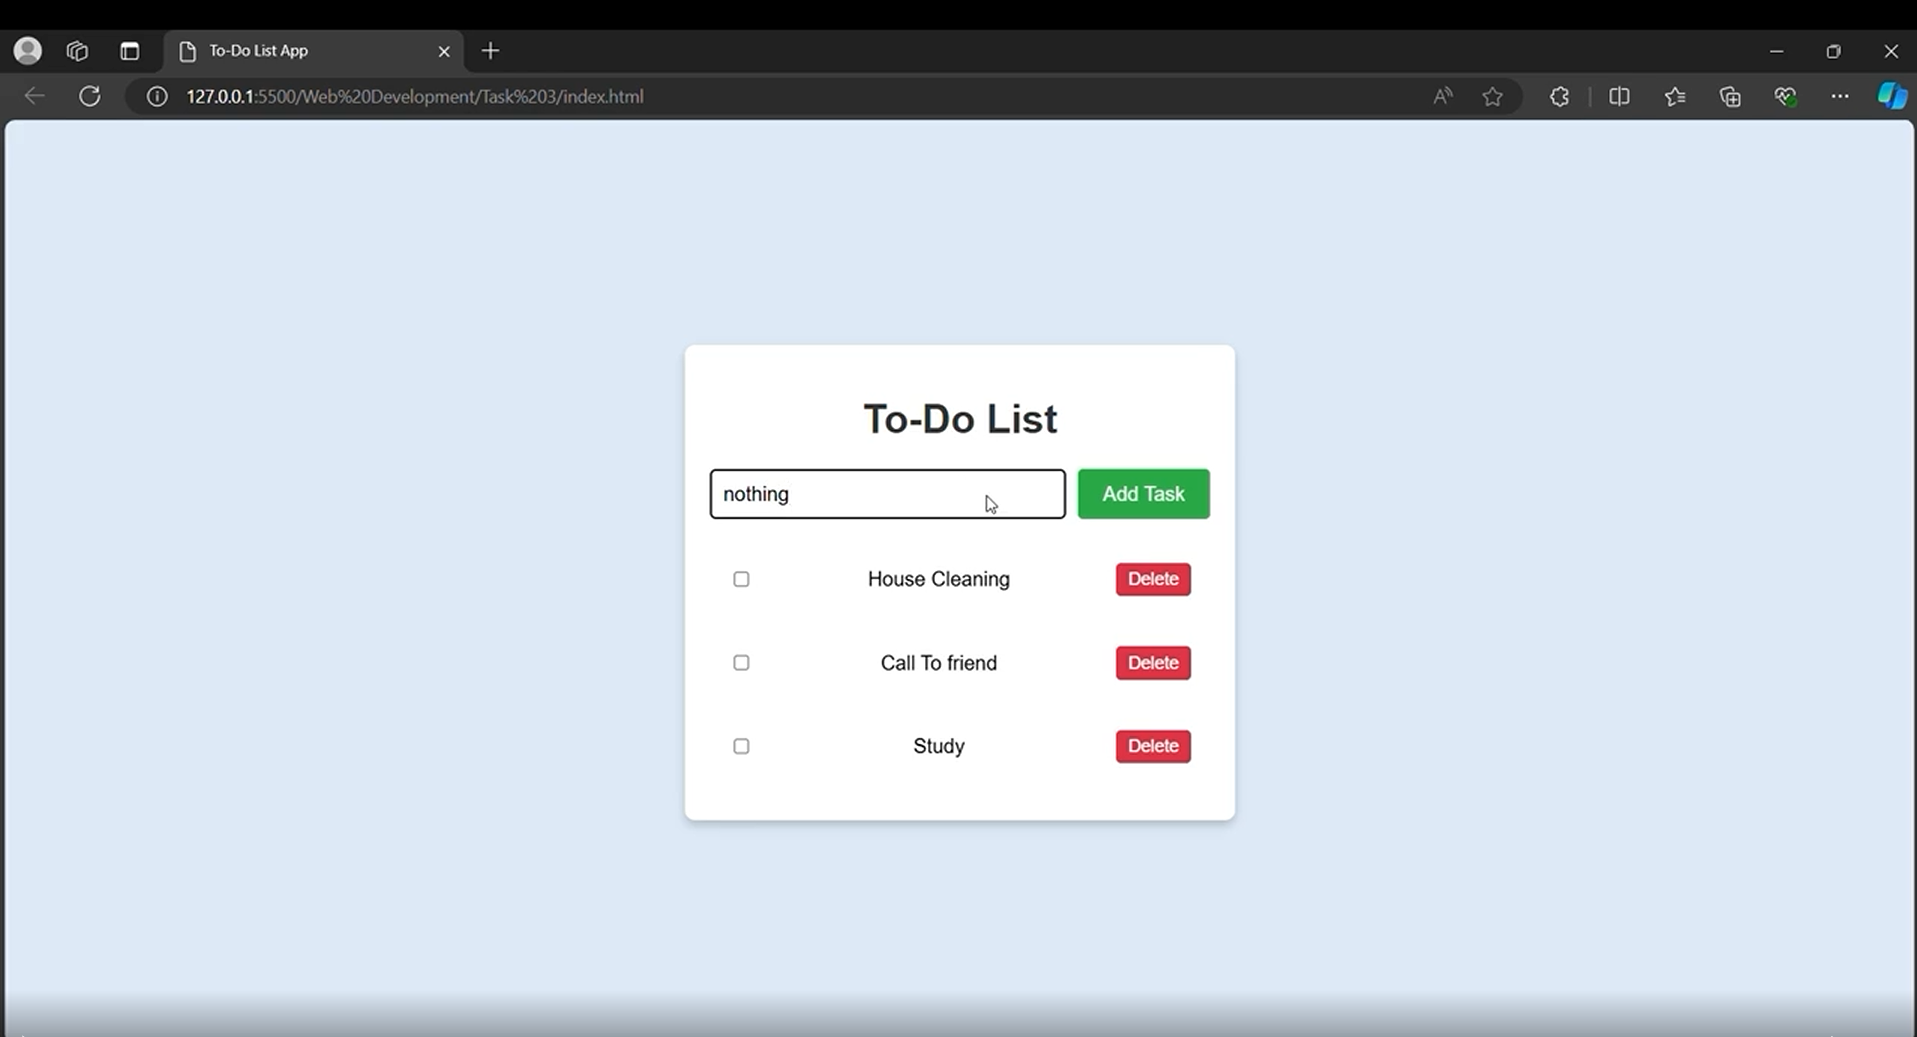 To-Do List App
127.0.0.1:5500/Web%20Development/Task%203/index.html
To-Do List
nothing
Add Task
House Cleaning
Delete
Call To friend
Delete
Study
Delete